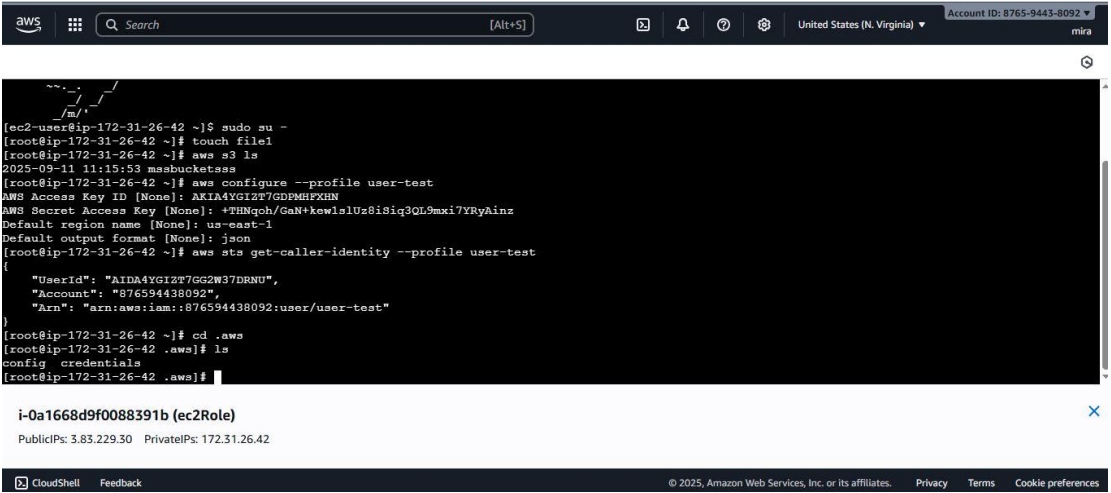 aws
Search [Alt+S]
United States (N. Virginia) ▼
Account ID: 8765-9443-8092 ▼
mira
[ec2-user@ip-172-31-26-42 ~]$ sudo su -
[root@ip-172-31-26-42 ~]# touch file1
[root@ip-172-31-26-42 ~]# aws s3 ls
2025-09-11 11:15:53 mssbucketsss
[root@ip-172-31-26-42 ~]# aws configure --profile user-test
AWS Access Key ID [None]: AKIA4YGIZT7GDPMHFXHN
AWS Secret Access Key [None]:
Default region name [None]: us-east-1
Default output format [None]: json
[root@ip-172-31-26-42 ~]# aws sts get-caller-identity --profile user-test
{
"UserId": "AIDA4YGIZT7GG2W37DRNU",
"Account": "876594438092",
"Arn": "arn:aws:iam::876594438092:user/user-test"
}
[root@ip-172-31-26-42 ~]# cd .aws
[root@ip-172-31-26-42 .aws]# ls
config credentials
[root@ip-172-31-26-42 .aws]#
i-0a1668d9f0088391b (ec2Role)
PublicIPs: 3.83.229.30 PrivateIPs: 172.31.26.42
CloudShell Feedback © 2025, Amazon Web Services, Inc. or its affiliates. Privacy Terms Cookie preferences